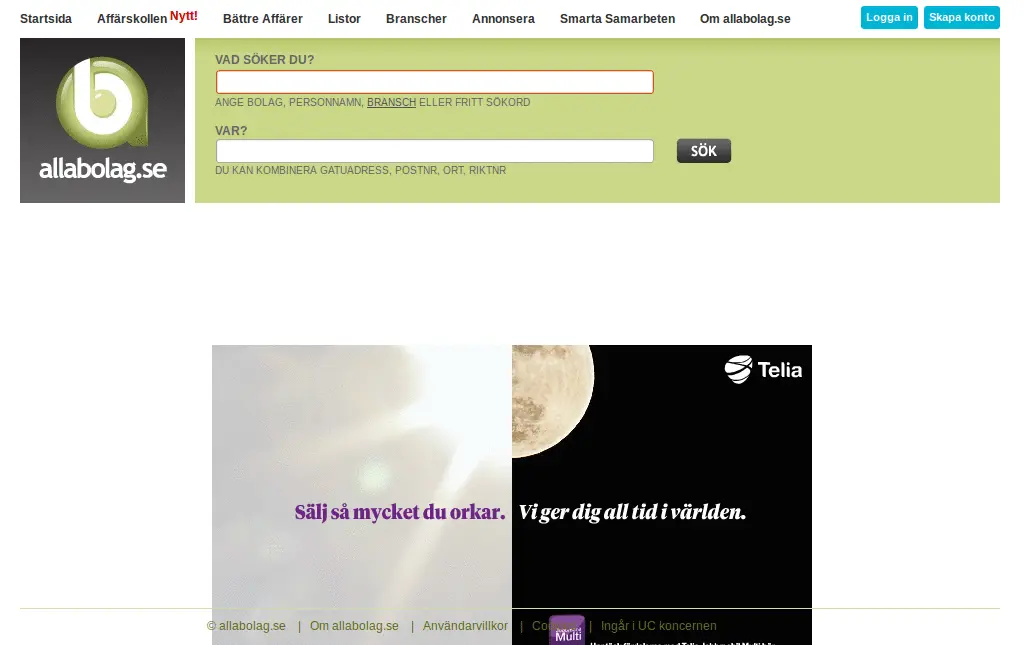 Startsida Affärskollen Nytt! Bättre Affärer Listor Branscher Annonsera Smarta Samarbeten Om allabolag.se Logga in Skapa konto
allabolag.se
VAD SÖKER DU?
ANGE BOLAG, PERSONNAMN, BRANSCH ELLER FRITT SÖKORD
VAR?
SÖK
DU KAN KOMBINERA GATUADRESS, POSTNR, ORT, RIKTNR
Telia
Sälj så mycket du orkar. Vi ger dig all tid i världen.
© allabolag.se | Om allabolag.se | Användarvillkor | | Ingår i UC koncernen
Multi